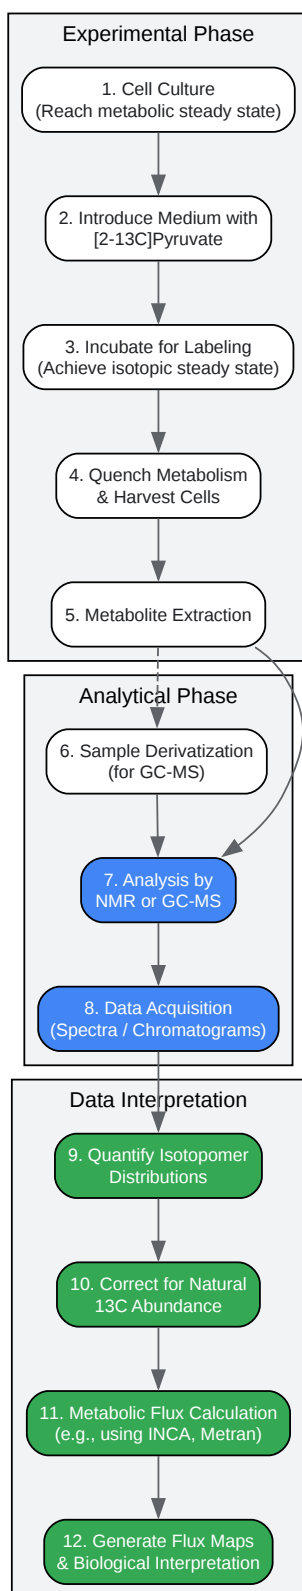 Experimental Phase
1. Cell Culture
(Reach metabolic steady state)
2. Introduce Medium with
[2-13C]Pyruvate
3. Incubate for Labeling
(Achieve isotopic steady state)
4. Quench Metabolism
& Harvest Cells
5. Metabolite Extraction
Analytical Phase
6. Sample Derivatization
(for GC-MS)
7. Analysis by
NMR or GC-MS
8. Data Acquisition
(Spectra / Chromatograms)
Data Interpretation
9. Quantify Isotopomer
Distributions
10. Correct for Natural
13C Abundance
11. Metabolic Flux Calculation
(e.g., using INCA, Metran)
12. Generate Flux Maps
& Biological Interpretation